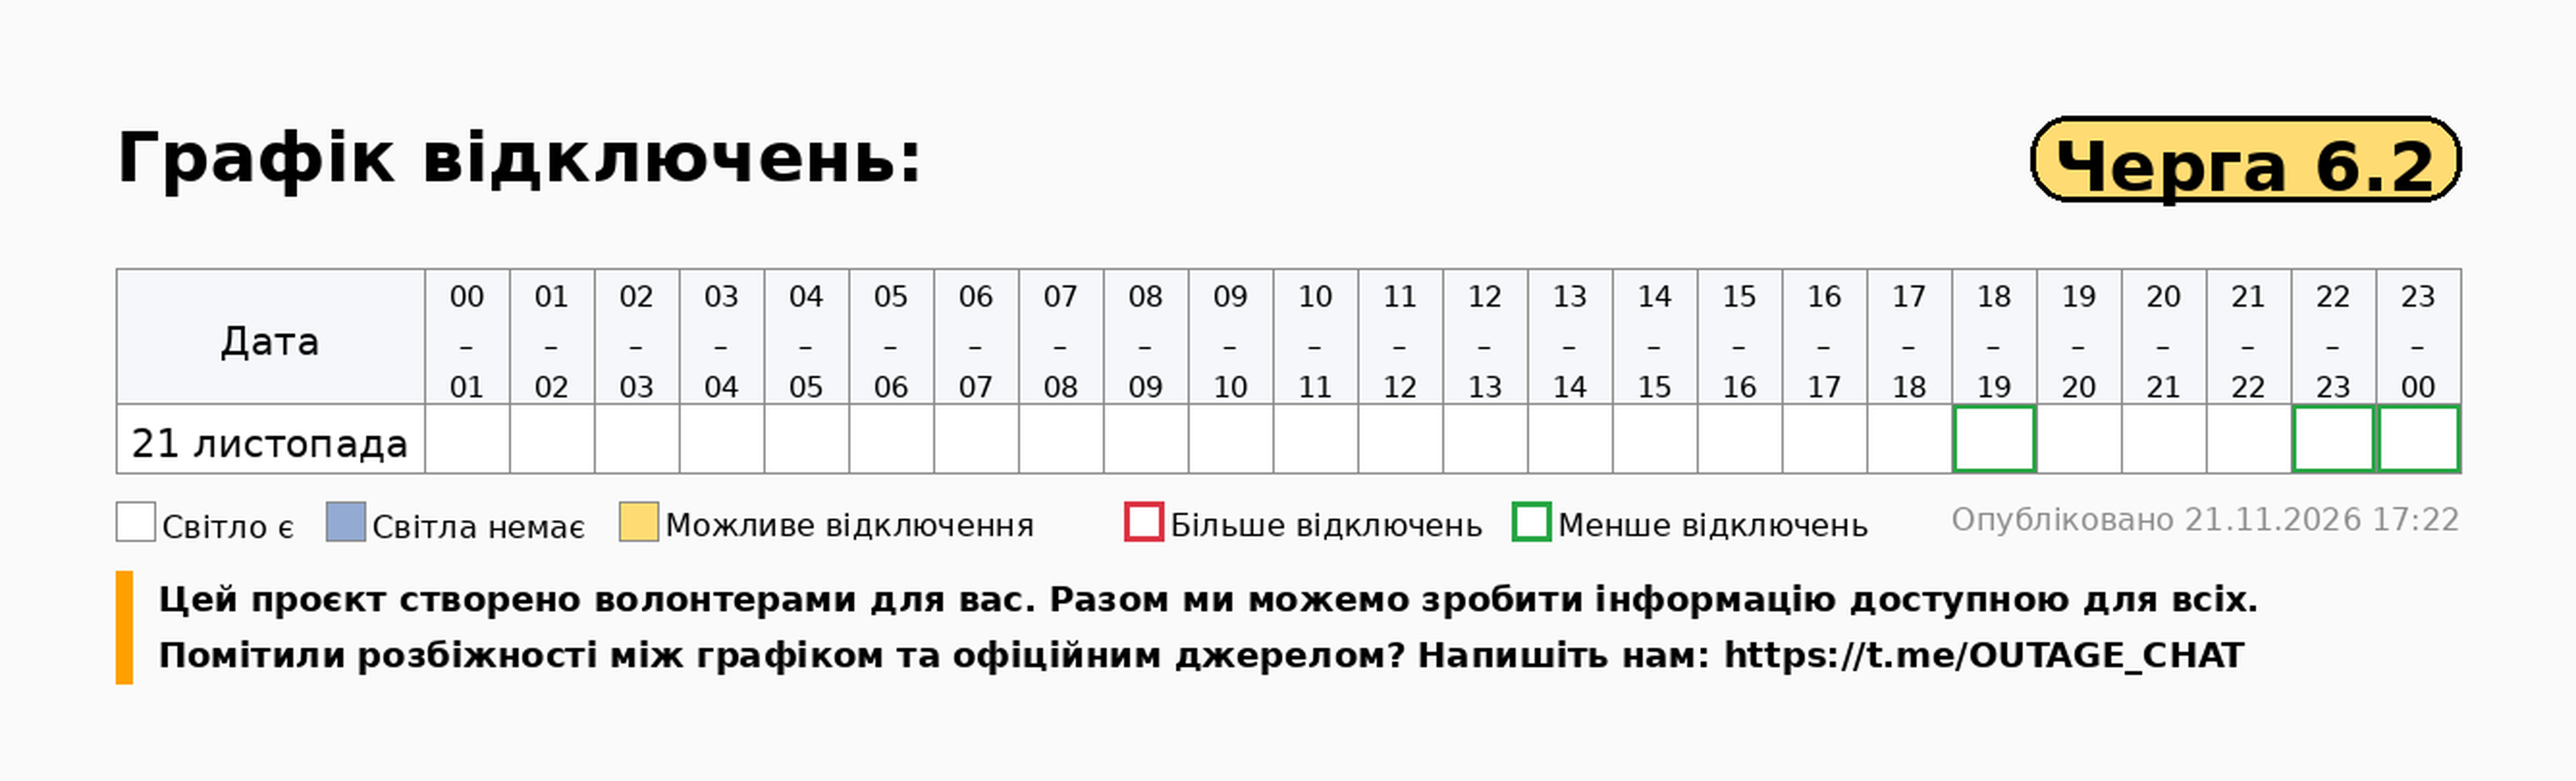 Графік відключень:
Черга 6.2
Дата
00 – 01
01 – 02
02 – 03
03 – 04
04 – 05
05 – 06
06 – 07
07 – 08
08 – 09
09 – 10
10 – 11
11 – 12
12 – 13
13 – 14
14 – 15
15 – 16
16 – 17
17 – 18
18 – 19
19 – 20
20 – 21
21 – 22
22 – 23
23 – 00
21 листопада
Світло є
Світла немає
Можливе відключення
Більше відключень
Менше відключень
Опубліковано 21.11.2026 17:22
Цей проєкт створено волонтерами для вас. Разом ми можемо зробити інформацію доступною для всіх.
Помітили розбіжності між графіком та офіційним джерелом? Напишіть нам: https://t.me/OUTAGE_CHAT